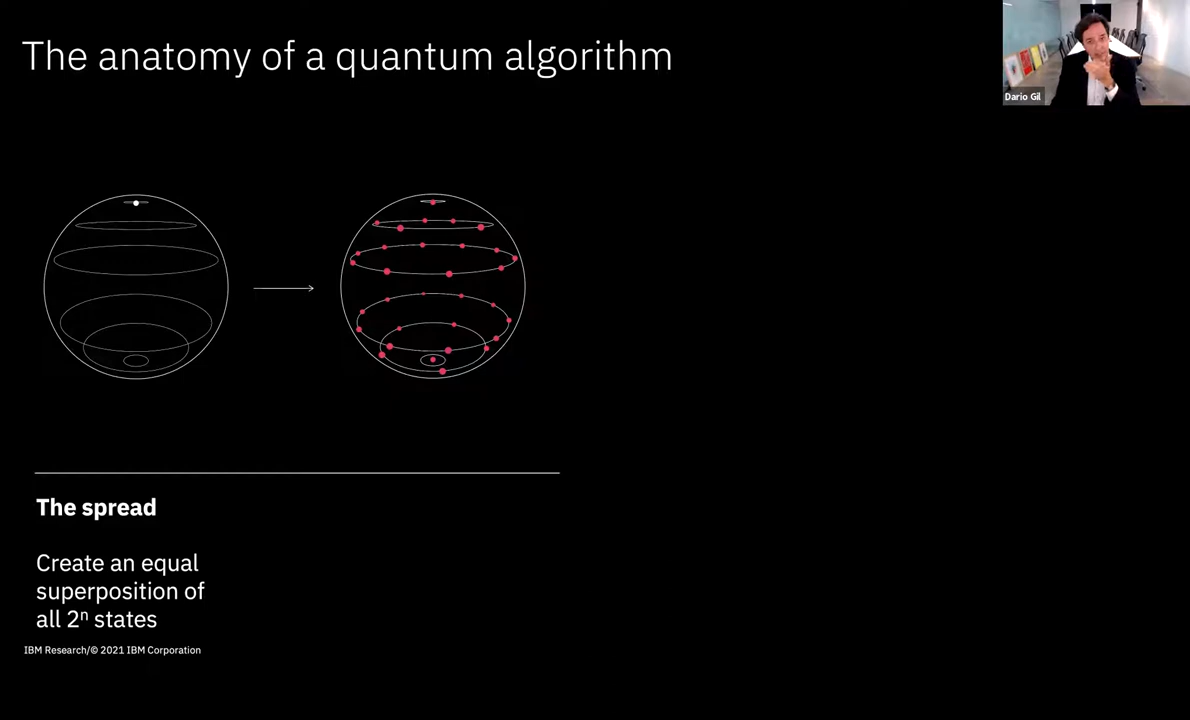 The anatomy of a quantum algorithm
Dario Gil
The spread
Create an equal
superposition of
all 2ⁿ states
IBM Research/© 2021 IBM Corporation